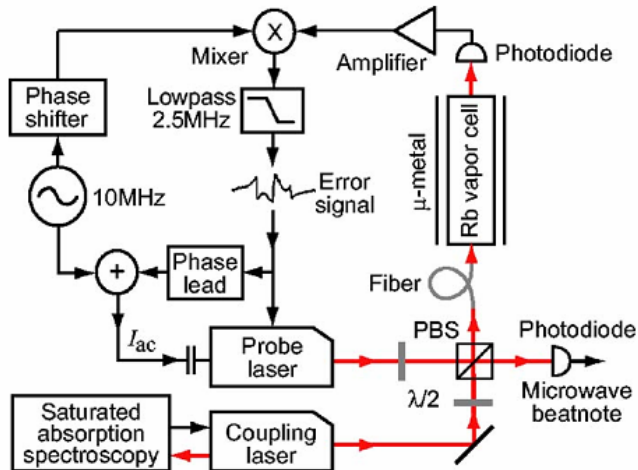 X
Mixer
Amplifier
Photodiode
Phase
shifter
Lowpass
2.5MHz
μ-metal
Rb vapor cell
10MHz
Error
signal
+
Phase
lead
Fiber
Iac
Probe
laser
PBS
Photodiode
λ/2
Microwave
beatnote
Saturated
absorption
spectroscopy
Coupling
laser